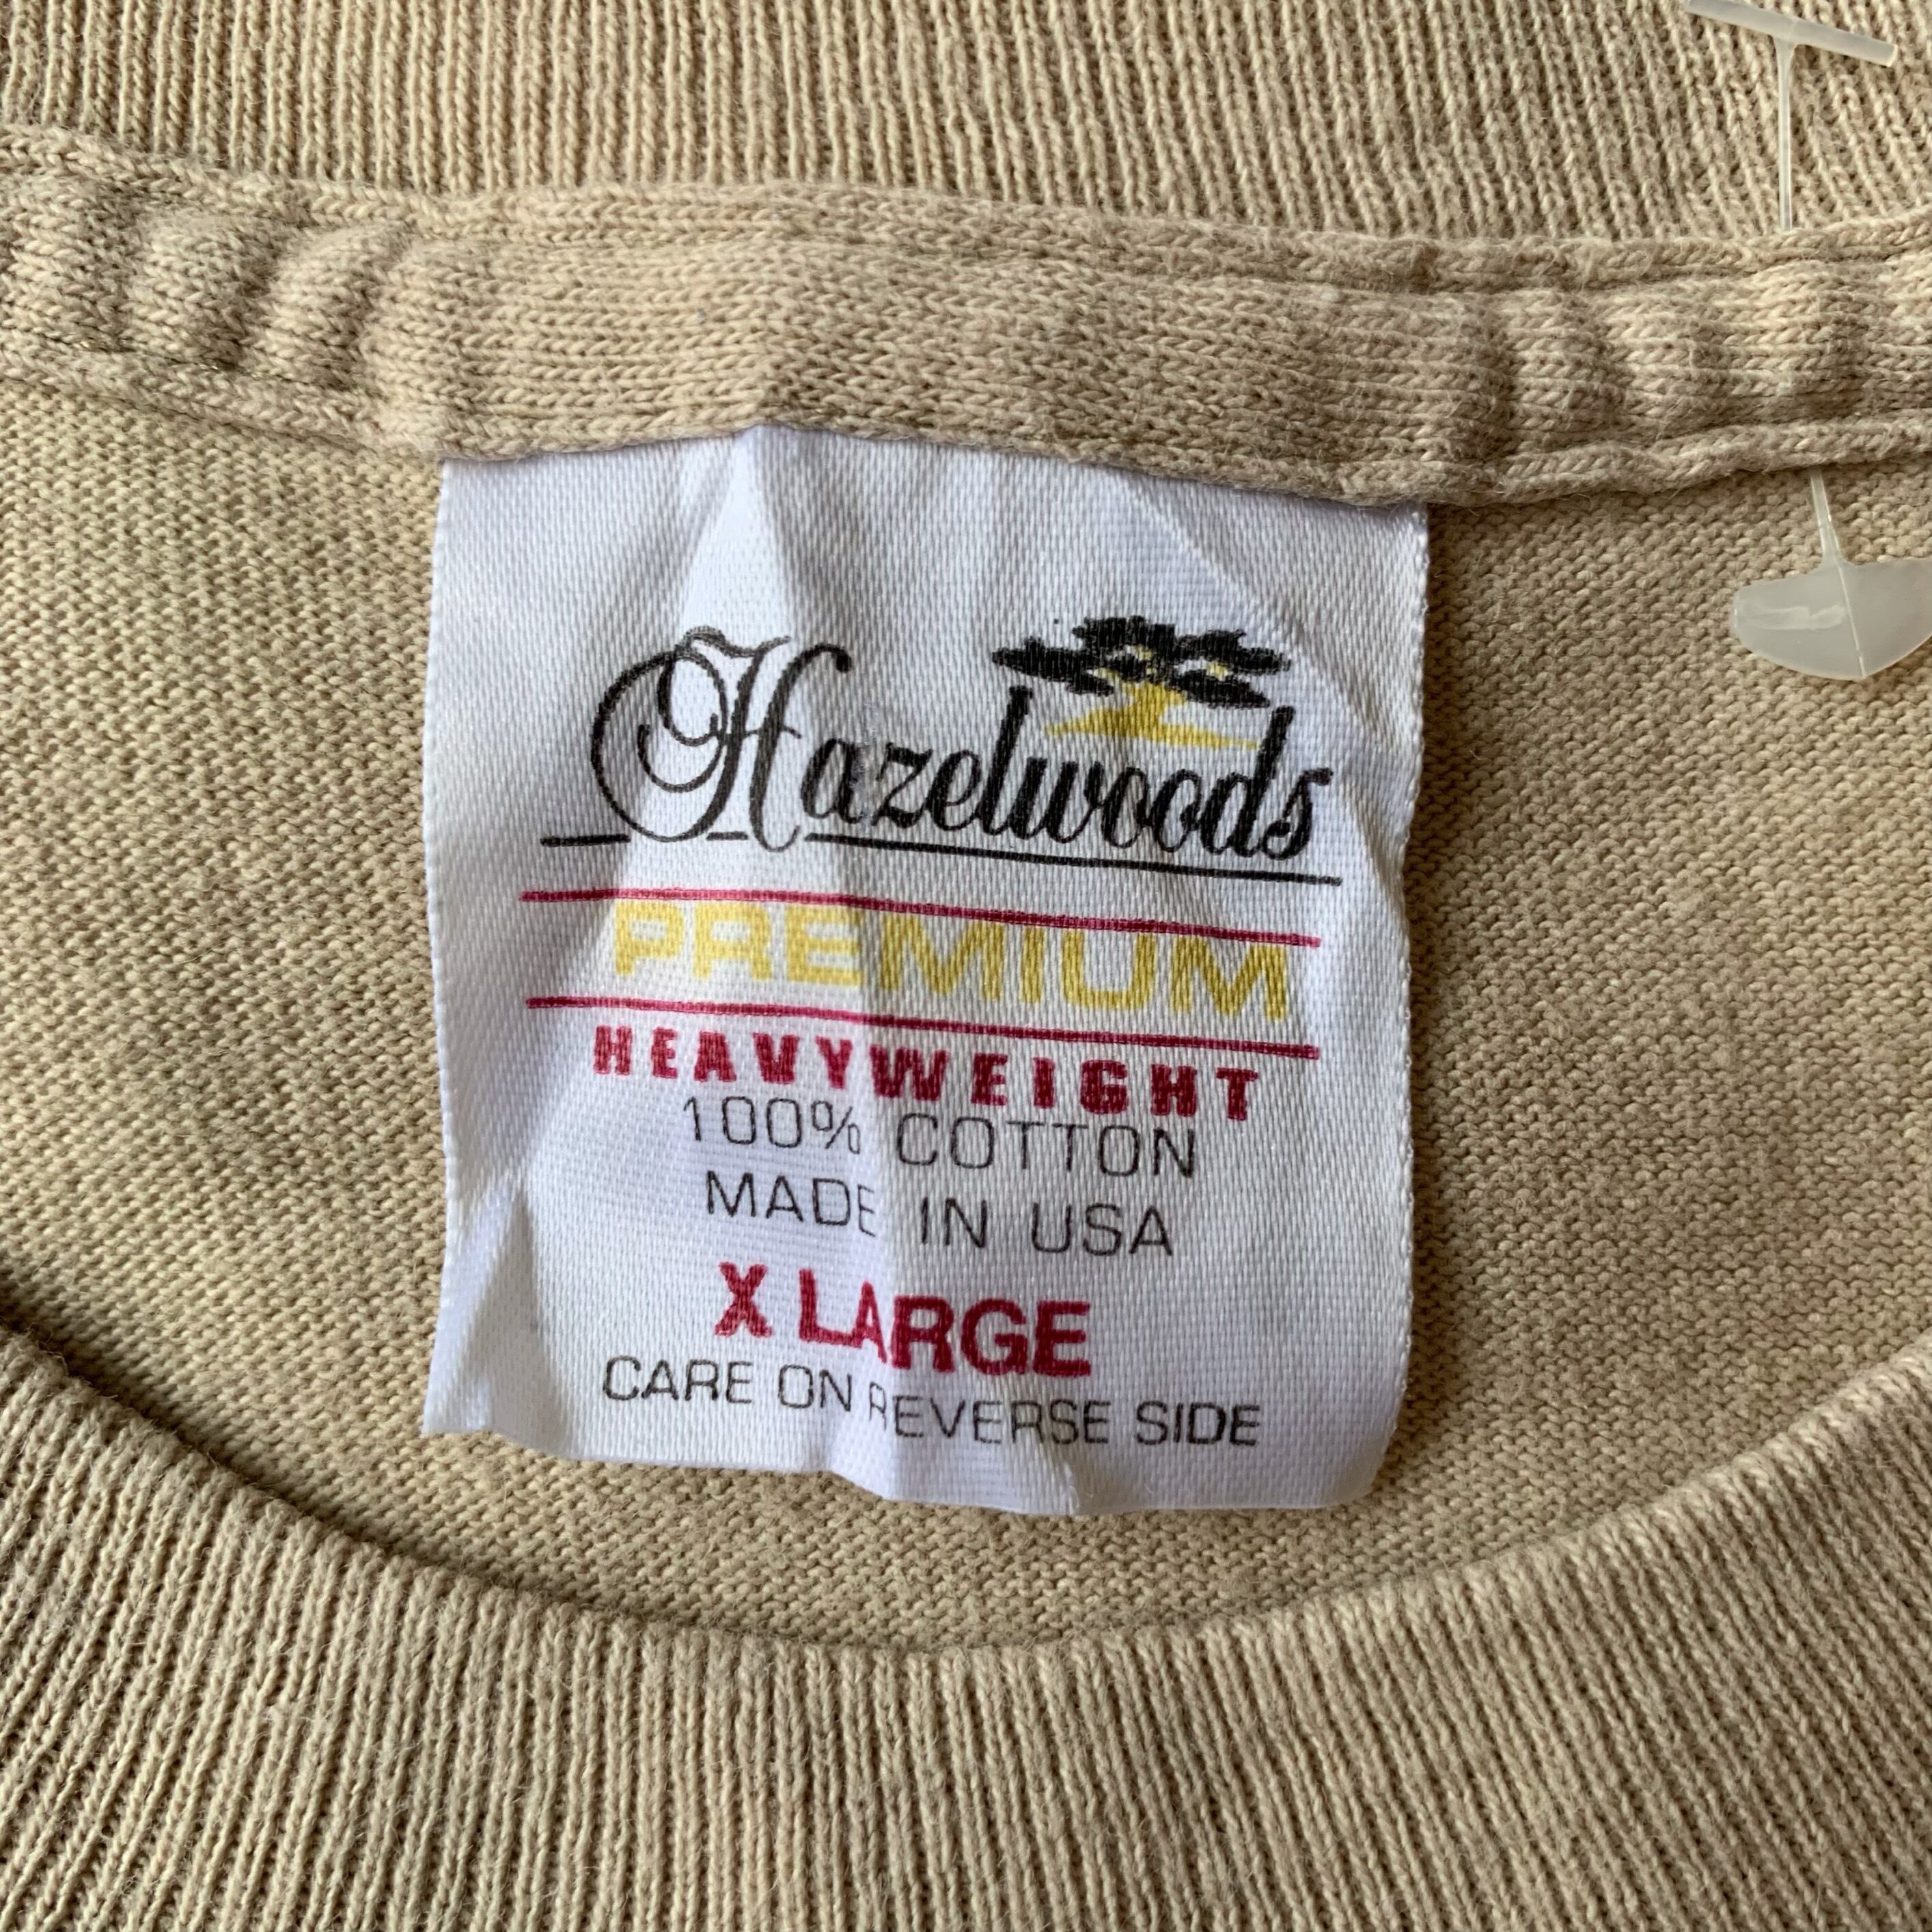 Hazelwoods
PREMIUM
HEAVYWEIGHT
100% COTTON
MADE IN USA
X LARGE
CARE ON REVERSE SIDE